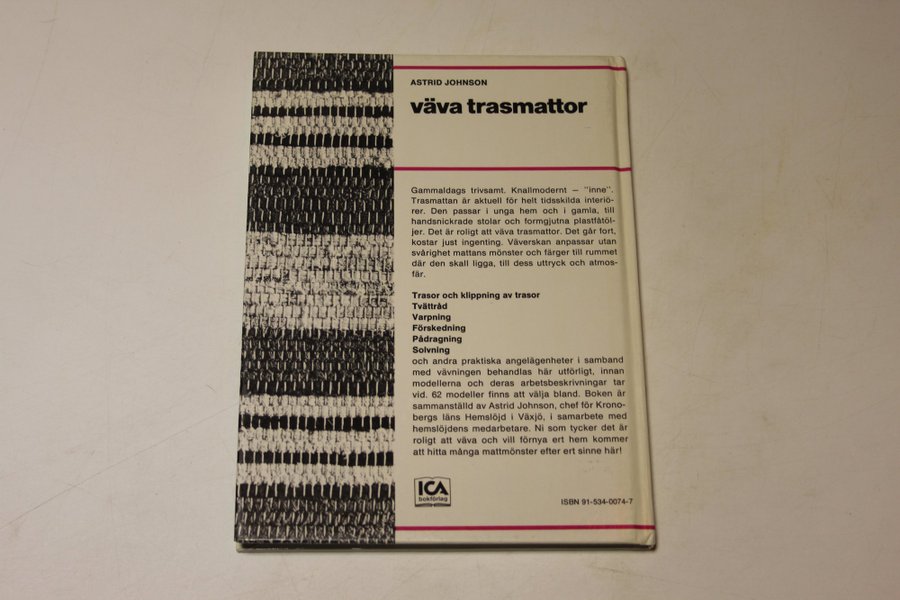 ASTRID JOHNSON
väva trasmattor
Gammaldags trivsamt. Knallmodernt – "inne".
Trasmattan är aktuell för helt tidsskilda interiö-
rer. Den passar i unga hem och i gamla, till
handsnickrade stolar och formgjutna plastfåtöl-
jer. Det är roligt att väva trasmattor. Det går fort,
kostar just ingenting. Väverskan anpassar utan
svårighet mattans mönster och färger till rummet
där den skall ligga, till dess uttryck och atmos-
fär.
Trasor och klippning av trasor
Tvättråd
Varpning
Förskedning
Pådragning
Solvning
och andra praktiska angelägenheter i samband
med vävningen behandlas här utförligt, innan
modellerna och deras arbetsbeskrivningar tar
vid. 62 modeller finns att välja bland. Boken är
sammanställd av Astrid Johnson, chef för Krono-
bergs läns Hemslöjd i Växjö, i samarbete med
hemslöjdens medarbetare. Ni som tycker det är
roligt att väva och vill förnya ert hem kommer
att hitta många mattmönster efter ert sinne här!
ICA
bokförlag
ISBN 91-534-0074-7